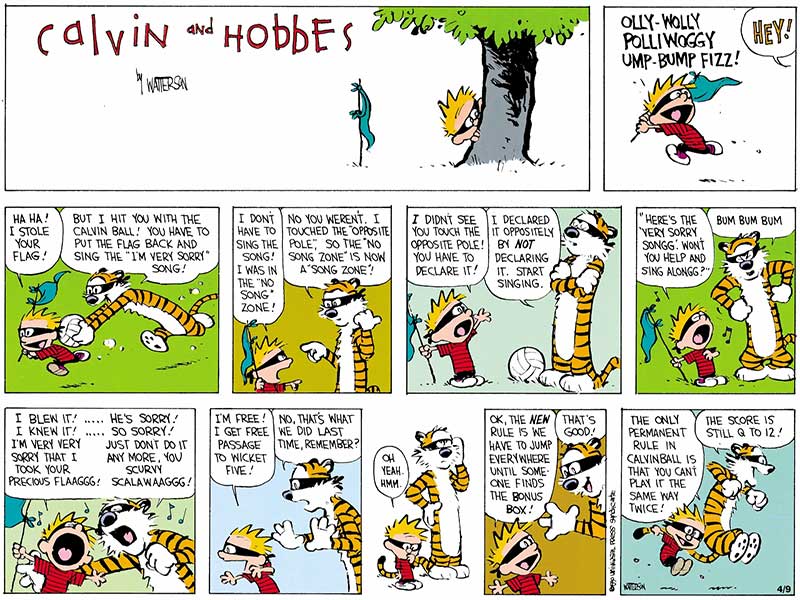 CALVIN and HOBBES
by WATTERSON
OLLY-WOLLY
POLLIWOGGY
UMP-BUMP FIZZ!
HEY!
HA HA!
I STOLE
YOUR
FLAG!
BUT I HIT YOU WITH THE
CALVIN BALL! YOU HAVE TO
PUT THE FLAG BACK AND
SING THE "I'M VERY SORRY"
SONG!
I DON'T
HAVE TO
SING THE
SONG!
I WAS
IN THE
"NO
SONG"
ZONE!
NO YOU WEREN'T. I
TOUCHED THE "OPPOSITE
POLE", SO THE "NO
SONG ZONE" IS NOW
A "SONG ZONE".
I DIDN'T SEE
YOU TOUCH THE
OPPOSITE POLE!
YOU HAVE TO
DECLARE IT!
I DECLARED
IT OPPOSITELY
BY NOT
DECLARING
IT. START
SINGING.
"HERE'S THE
'VERY SORRY
SONGG'. WON'T
YOU HELP AND
SING ALONGG?"
BUM BUM BUM
I BLEW IT! ..... HE'S SORRY!
I KNEW IT! ..... SO SORRY!
I'M VERY VERY
SORRY THAT I
TOOK YOUR
PRECIOUS FLAAGGG!
JUST DON'T DO IT
ANY MORE, YOU
SCURVY
SCALAWAAGGG!
I'M FREE!
I GET FREE
PASSAGE
TO WICKET
FIVE!
NO, THAT'S WHAT
WE DID LAST
TIME, REMEMBER?
OH
YEAH.
HMM.
OK, THE NEW
RULE IS WE
HAVE TO JUMP
EVERYWHERE
UNTIL SOME-
ONE FINDS
THE BONUS
BOX!
THAT'S
GOOD!
©1990 UNIVERSAL PRESS SYNDICATE
THE ONLY
PERMANENT
RULE IN
CALVINBALL IS
THAT YOU CAN'T
PLAY IT THE
SAME WAY
TWICE!
THE SCORE IS
STILL Q TO 12!
WATTERSON
4/9